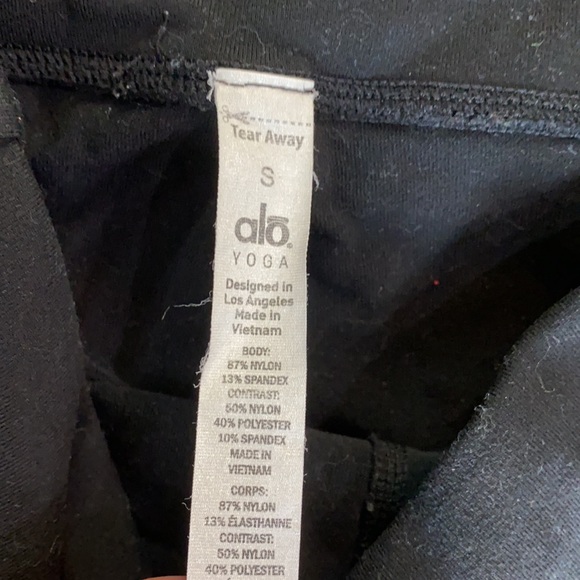 Tear Away
S
alō®
YOGA
Designed in
Los Angeles
Made in
Vietnam
BODY:
87% NYLON
13% SPANDEX
CONTRAST:
50% NYLON
40% POLYESTER
10% SPANDEX
MADE IN
VIETNAM
CORPS:
87% NYLON
13% ÉLASTHANNE
CONTRAST:
50% NYLON
40% POLYESTER